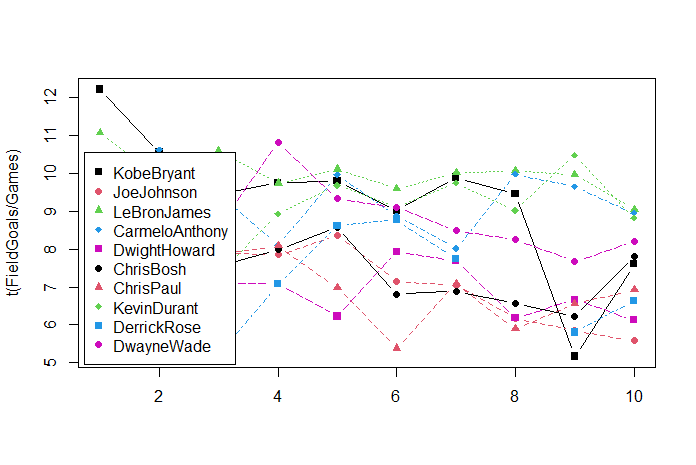 t(FieldGoals/Games)
12
11
10
9
8
7
6
5
KobeBryant
JoeJohnson
LeBronJames
CarmeloAnthony
DwightHoward
ChrisBosh
ChrisPaul
KevinDurant
DerrickRose
DwayneWade
2 4 6 8 10